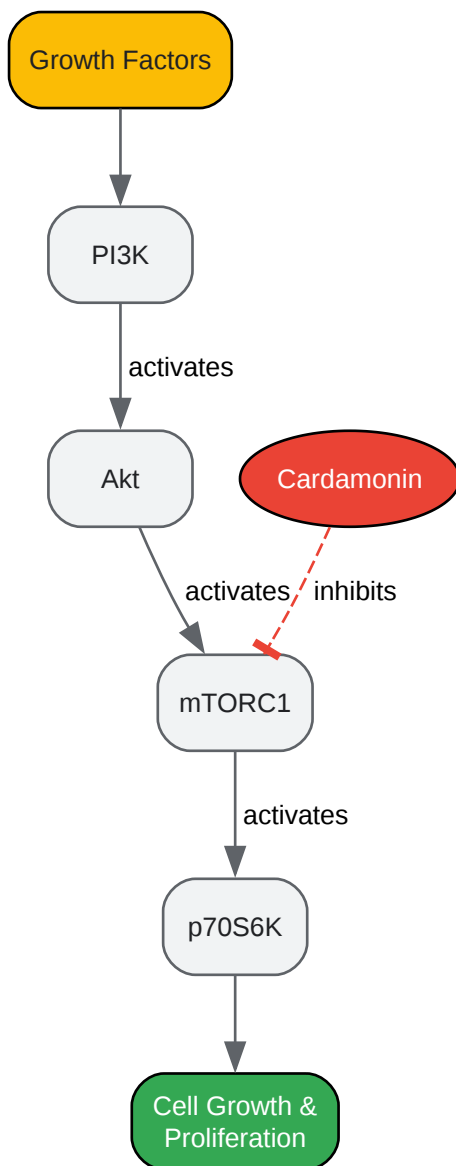 Growth Factors
PI3K
activates
Akt
Cardamonin
activates
inhibits
mTORC1
activates
p70S6K
Cell Growth &
Proliferation